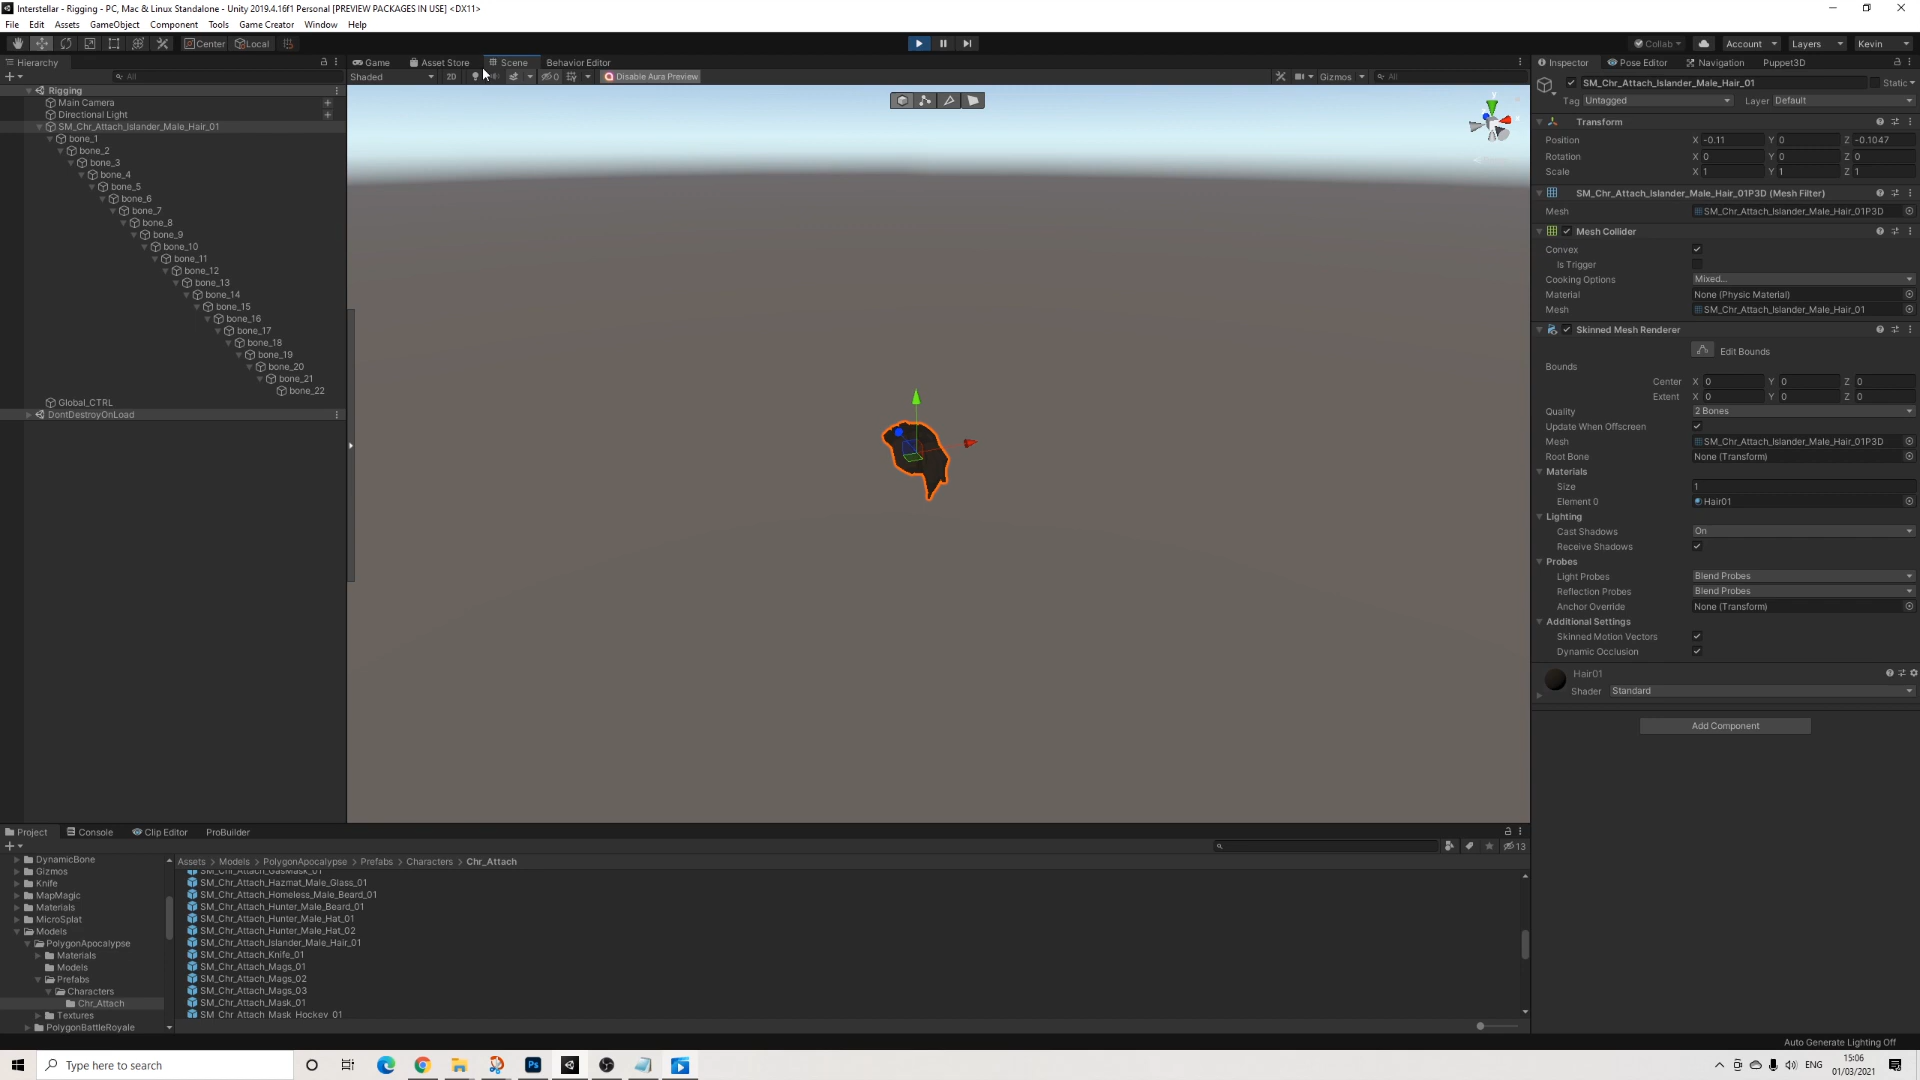 Interstellar - Rigging - PC, Mac & Linux Standalone - Unity 2019.4.16f1 Personal [PREVIEW PACKAGES IN USE] <DX11>
File Edit Assets GameObject Component Tools Game Creator Window Help
Center Local Collab Account Layers Kevin
Hierarchy
All
Rigging
Main Camera
Directional Light
SM_Chr_Attach_Islander_Male_Hair_01
bone_1
bone_2
bone_3
bone_4
bone_5
bone_6
bone_7
bone_8
bone_9
bone_10
bone_11
bone_12
bone_13
bone_14
bone_15
bone_16
bone_17
bone_18
bone_19
bone_20
bone_21
bone_22
Global_CTRL
DontDestroyOnLoad
Game Asset Store Scene Behavior Editor
Shaded 2D 0 Disable Aura Preview Gizmos All
y
Inspector Pose Editor Navigation Puppet3D
SM_Chr_Attach_Islander_Male_Hair_01 Static
Tag Untagged Layer Default
Transform
Position X -0.11 Y 0 Z -0.1047
Rotation X 0 Y 0 Z 0
Scale X 1 Y 1 Z 1
SM_Chr_Attach_Islander_Male_Hair_01P3D (Mesh Filter)
Mesh SM_Chr_Attach_Islander_Male_Hair_01P3D
Mesh Collider
Convex
Is Trigger
Cooking Options Mixed...
Material None (Physic Material)
Mesh SM_Chr_Attach_Islander_Male_Hair_01
Skinned Mesh Renderer
Edit Bounds
Bounds
Center X 0 Y 0 Z 0
Extent X 0 Y 0 Z 0
Quality 2 Bones
Update When Offscreen
Mesh SM_Chr_Attach_Islander_Male_Hair_01P3D
Root Bone None (Transform)
Materials
Size 1
Element 0 Hair01
Lighting
Cast Shadows On
Receive Shadows
Probes
Light Probes Blend Probes
Reflection Probes Blend Probes
Anchor Override None (Transform)
Additional Settings
Skinned Motion Vectors
Dynamic Occlusion
Hair01
Shader Standard
Add Component
Project Console Clip Editor ProBuilder
13
DynamicBone
Gizmos
Knife
MapMagic
Materials
MicroSplat
Models
PolygonApocalypse
Materials
Models
Prefabs
Characters
Chr_Attach
Textures
PolygonBattleRoyale
Assets > Models > PolygonApocalypse > Prefabs > Characters > Chr_Attach
SM_Chr_Attach_GasMask_01
SM_Chr_Attach_Hazmat_Male_Glass_01
SM_Chr_Attach_Homeless_Male_Beard_01
SM_Chr_Attach_Hunter_Male_Beard_01
SM_Chr_Attach_Hunter_Male_Hat_01
SM_Chr_Attach_Hunter_Male_Hat_02
SM_Chr_Attach_Islander_Male_Hair_01
SM_Chr_Attach_Knife_01
SM_Chr_Attach_Mags_01
SM_Chr_Attach_Mags_02
SM_Chr_Attach_Mags_03
SM_Chr_Attach_Mask_01
SM_Chr_Attach_Mask_Hockey_01
Auto Generate Lighting Off
Type here to search
Ps
ENG
15:06
01/03/2021